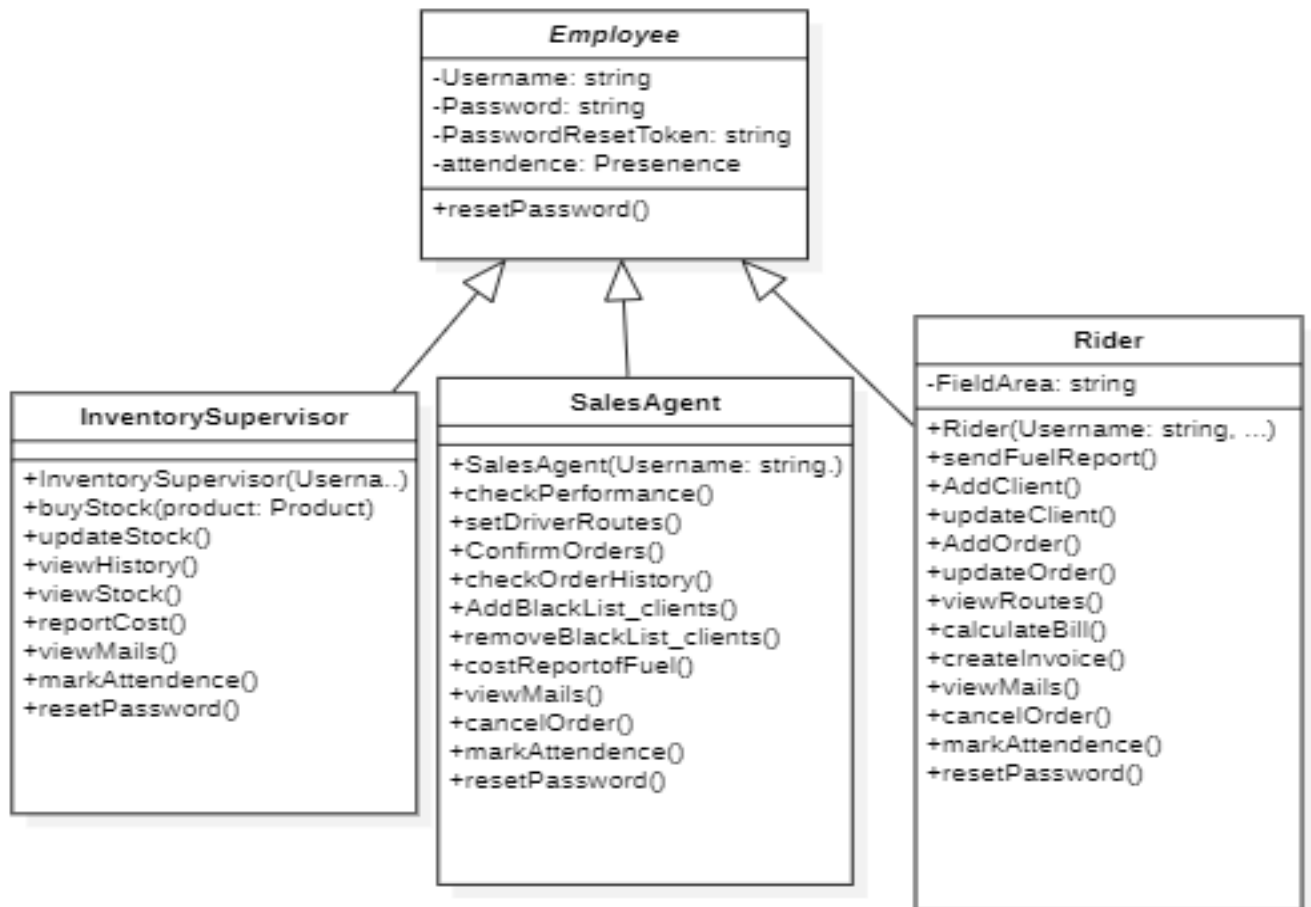 Employee
-Username: string
-Password: string
-PasswordResetToken: string
-attendence: Presenence
+resetPassword()
InventorySupervisor
+InventorySupervisor(Userna..)
+buyStock(product: Product)
+updateStock()
+viewHistory()
+viewStock()
+reportCost()
+viewMails()
+markAttendence()
+resetPassword()
SalesAgent
+SalesAgent(Username: string.)
+checkPerformance()
+setDriverRoutes()
+ConfirmOrders()
+checkOrderHistory()
+AddBlackList_clients()
+removeBlackList_clients()
+costReportofFuel()
+viewMails()
+cancelOrder()
+markAttendence()
+resetPassword()
Rider
-FieldArea: string
+Rider(Username: string, ...)
+sendFuelReport()
+AddClient()
+updateClient()
+AddOrder()
+updateOrder()
+viewRoutes()
+calculateBill()
+createInvoice()
+viewMails()
+cancelOrder()
+markAttendence()
+resetPassword()